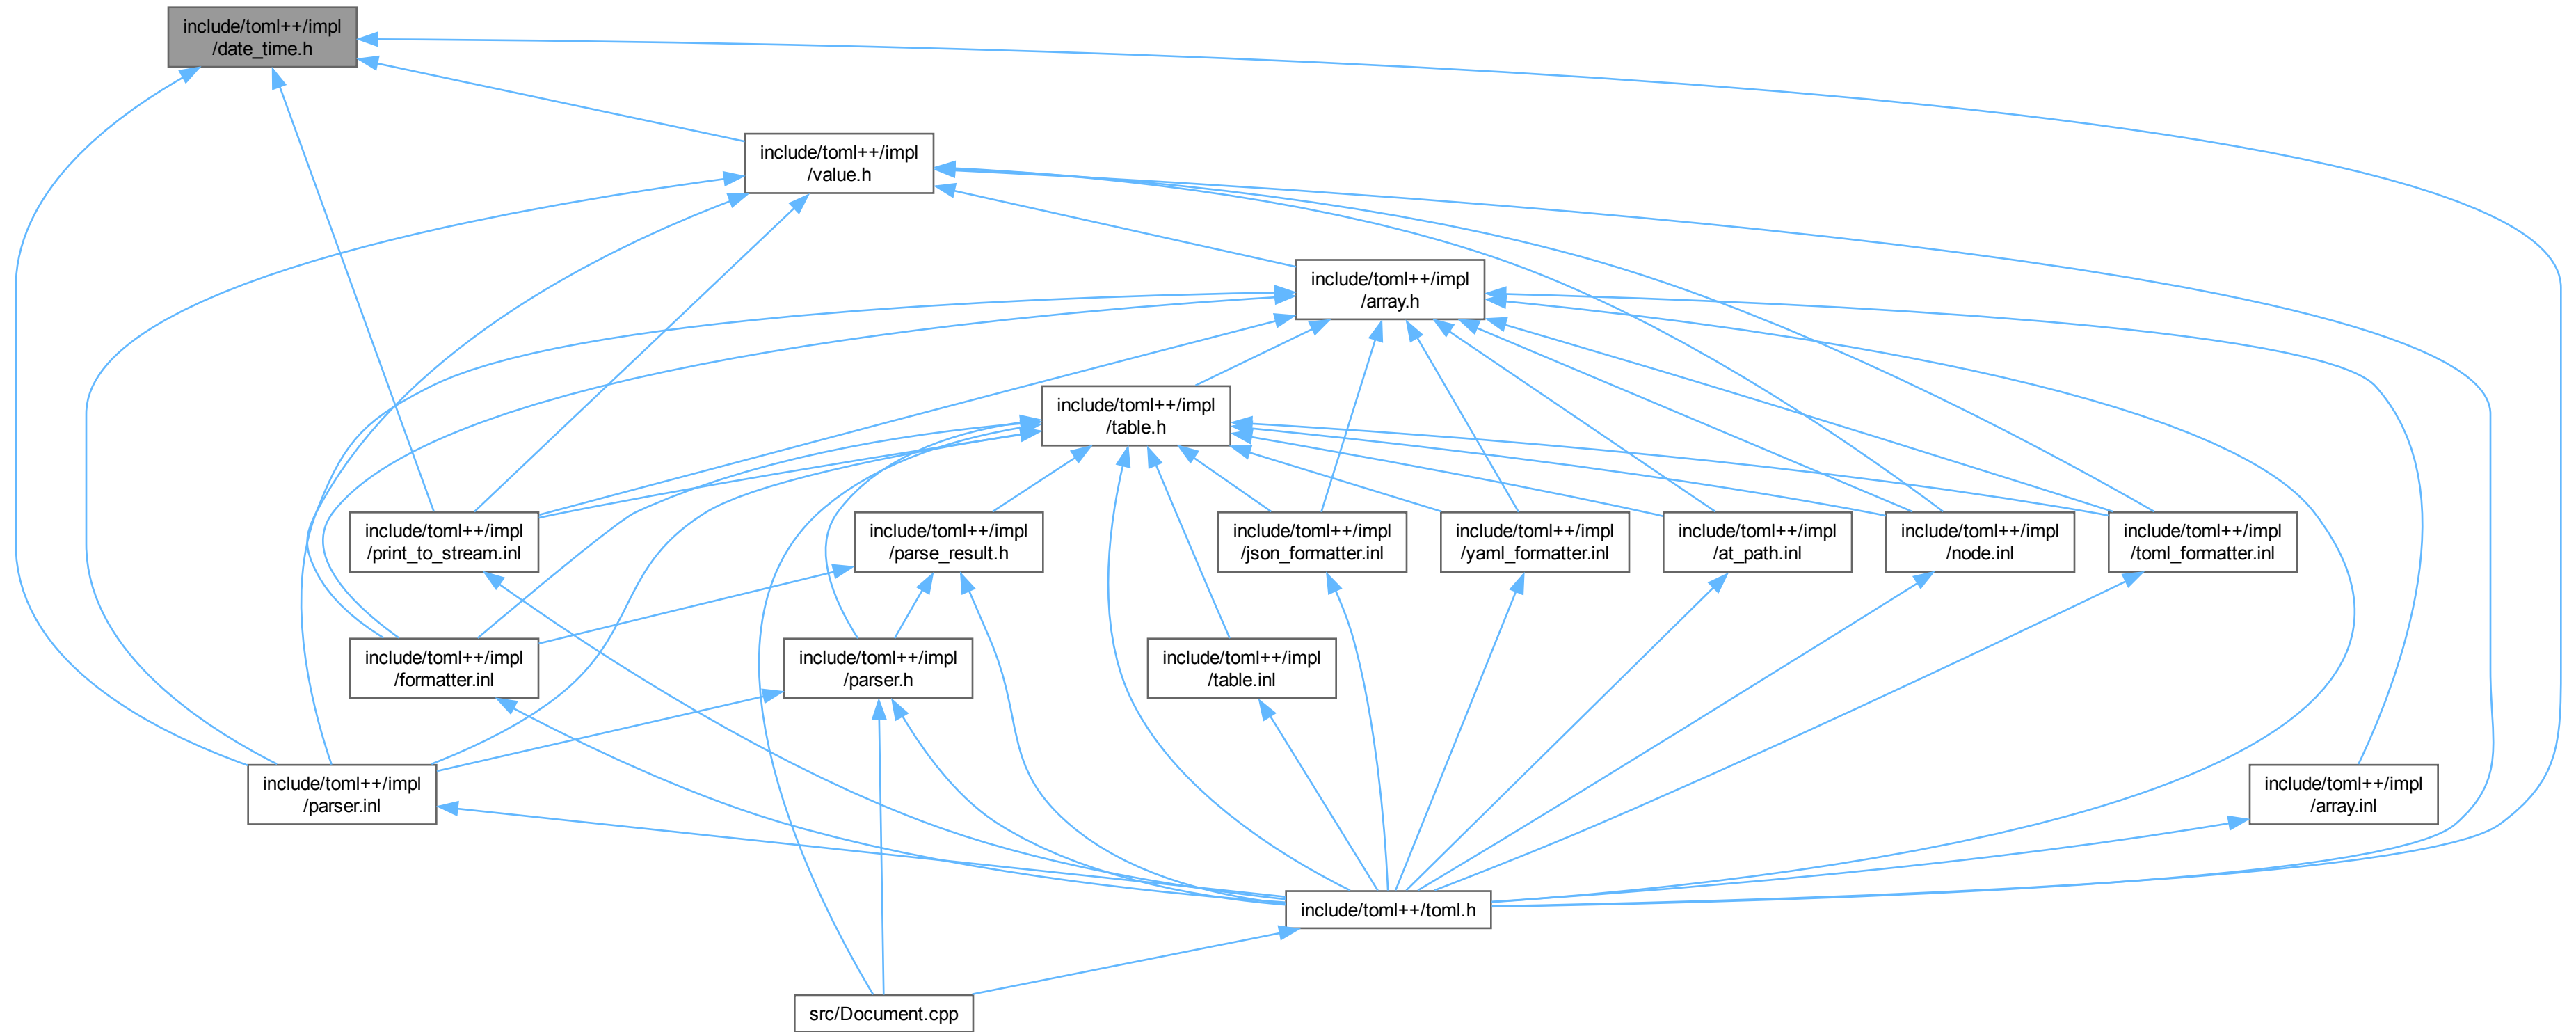 include/toml++/impl
/date_time.h
include/toml++/impl
/value.h
include/toml++/impl
/array.h
include/toml++/impl
/table.h
include/toml++/impl
/print_to_stream.inl
include/toml++/impl
/parse_result.h
include/toml++/impl
/json_formatter.inl
include/toml++/impl
/yaml_formatter.inl
include/toml++/impl
/at_path.inl
include/toml++/impl
/node.inl
include/toml++/impl
/toml_formatter.inl
include/toml++/impl
/formatter.inl
include/toml++/impl
/parser.h
include/toml++/impl
/table.inl
include/toml++/impl
/parser.inl
include/toml++/impl
/array.inl
include/toml++/toml.h
src/Document.cpp